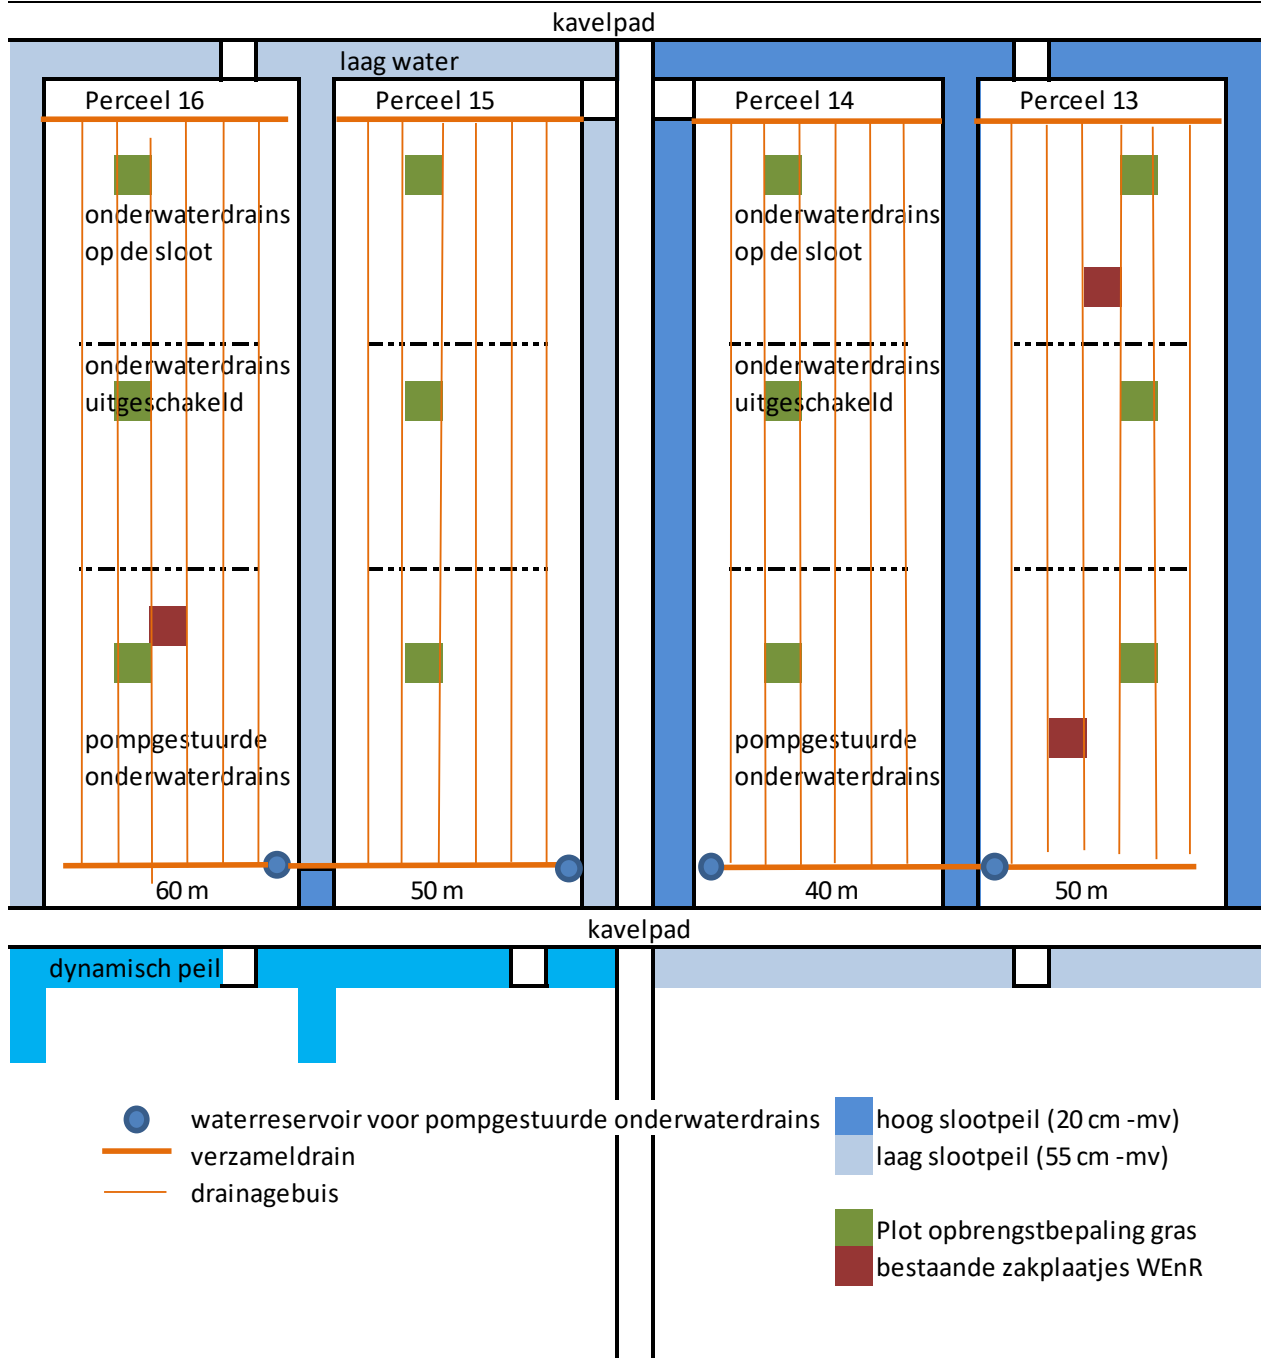 kavelpad
laag water
Perceel 16
Perceel 15
Perceel 14
Perceel 13
onderwaterdrains
op de sloot
onderwaterdrains
op de sloot
onderwaterdrains
uitgeschakeld
onderwaterdrains
uitgeschakeld
pompgestuurde
onderwaterdrains
pompgestuurde
onderwaterdrains
60 m
50 m
40 m
50 m
kavelpad
dynamisch peil
waterreservoir voor pompgestuurde onderwaterdrains
verzameldrain
drainagebuis
hoog slootpeil (20 cm -mv)
laag slootpeil (55 cm -mv)
Plot opbrengstbepaling gras
bestaande zakplaatjes WEnR